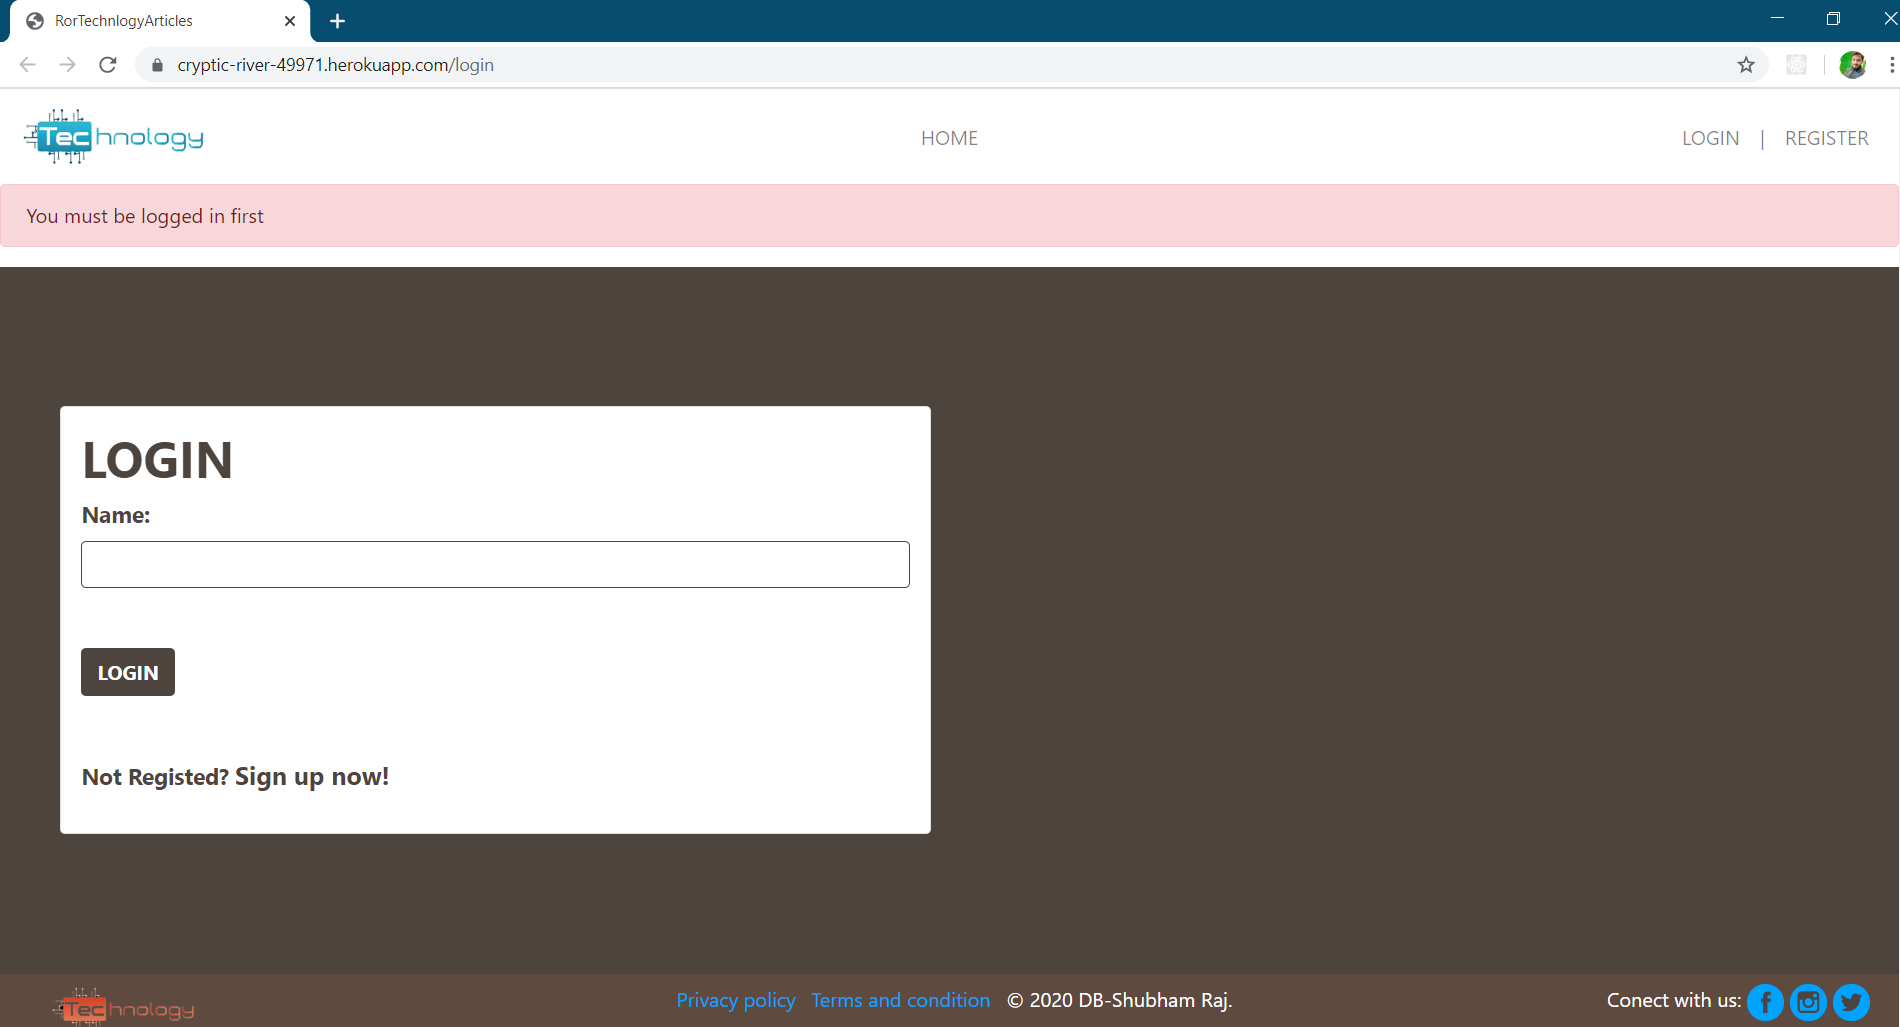 RorTechnlogyArticles
cryptic-river-49971.herokuapp.com/login
Technology
HOME
LOGIN | REGISTER
You must be logged in first
LOGIN
Name:
LOGIN
Not Registed? Sign up now!
Technology
Privacy policy Terms and condition © 2020 DB-Shubham Raj.
Conect with us: